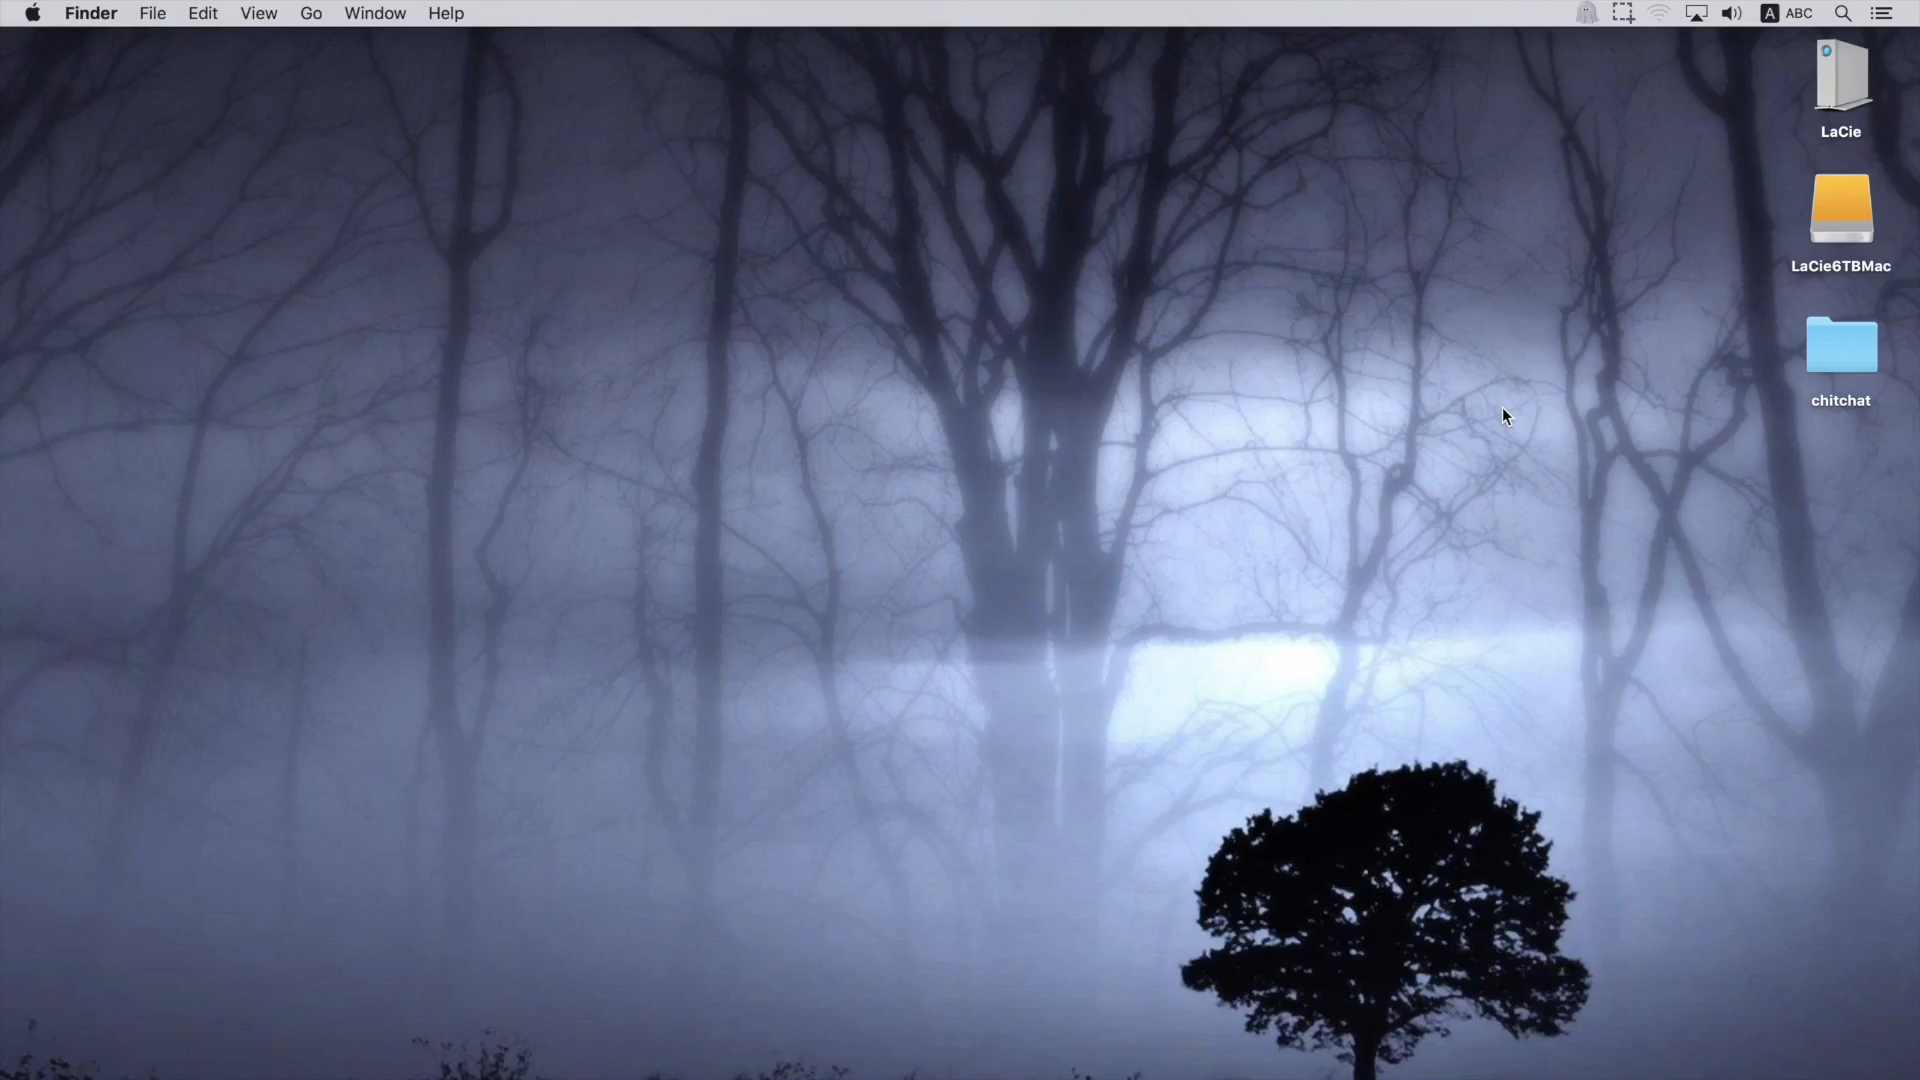 Finder File Edit View Go Window Help A ABC
LaCie
LaCie6TBMac
chitchat